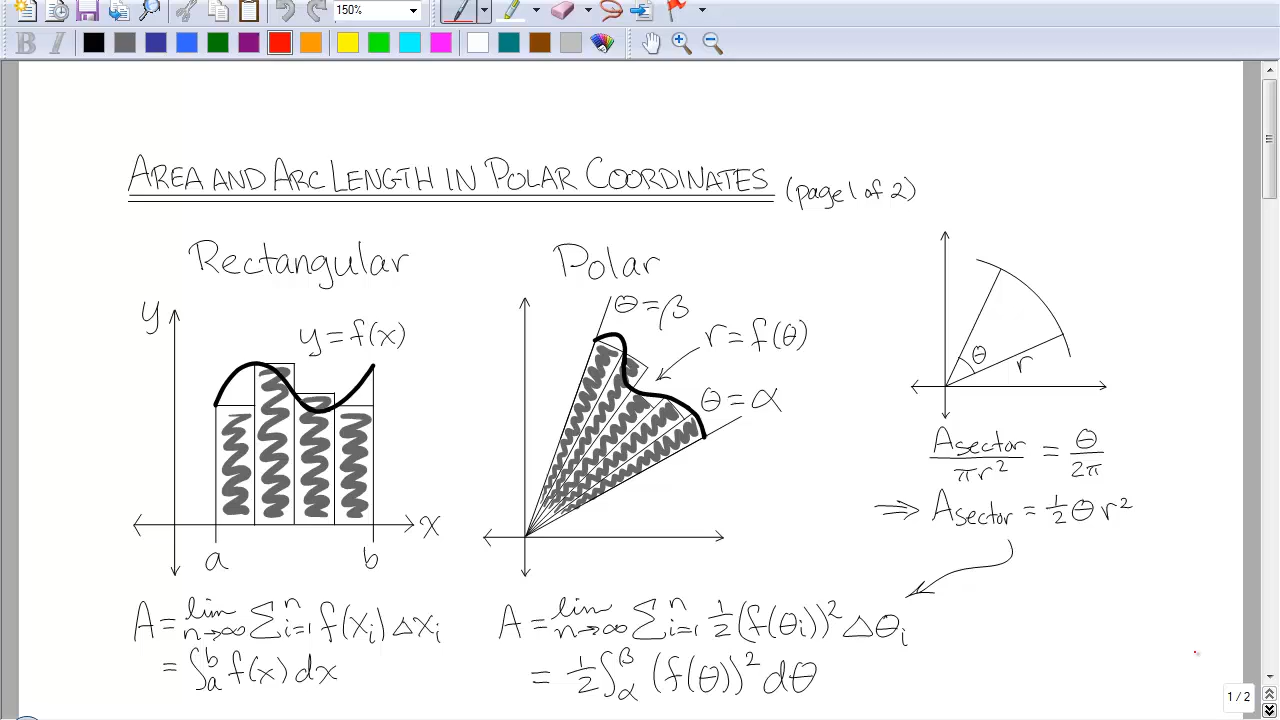 150%
B I
AREA AND ARC LENGTH IN POLAR COORDINATES (page 1 of 2)
Rectangular
y
y = f(x)
x
a b
A = lim n→∞ Σ n i=1 f(xᵢ) Δxᵢ
= ∫ₐᵇ f(x) dx
Polar
θ = β
r = f(θ)
θ = α
A = lim n→∞ Σ n i=1 1/2 (f(θᵢ))² Δθᵢ
= 1/2 ∫ β α (f(θ))² dθ
θ
r
Asector/πr² = θ/2π
⇒ Asector = 1/2 θ r²
1 / 2